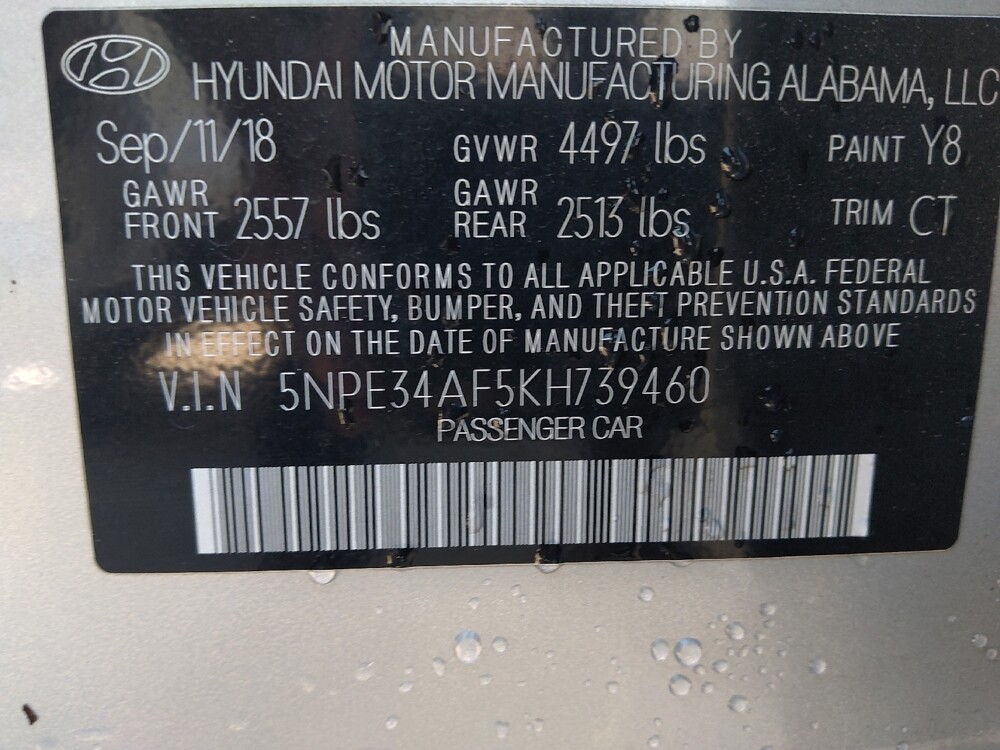 MANUFACTURED BY
HYUNDAI MOTOR MANUFACTURING ALABAMA, LLC
Sep/11/18 GVWR 4497 lbs PAINT Y8
GAWR FRONT 2557 lbs GAWR REAR 2513 lbs TRIM CT
THIS VEHICLE CONFORMS TO ALL APPLICABLE U.S.A. FEDERAL
MOTOR VEHICLE SAFETY, BUMPER, AND THEFT PREVENTION STANDARDS
IN EFFECT ON THE DATE OF MANUFACTURE SHOWN ABOVE
V.I.N 5NPE34AF5KH739460
PASSENGER CAR